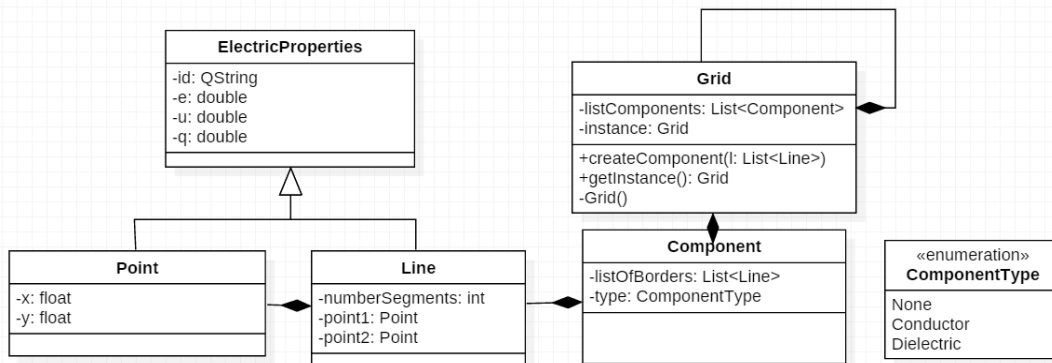 ElectricProperties
-id: QString
-e: double
-u: double
-q: double
Grid
-listComponents: List<Component>
-instance: Grid
+createComponent(l: List<Line>)
+getInstance(): Grid
-Grid()
Point
-x: float
-y: float
Line
-numberSegments: int
-point1: Point
-point2: Point
Component
-listOfBorders: List<Line>
-type: ComponentType
«enumeration»
ComponentType
None
Conductor
Dielectric